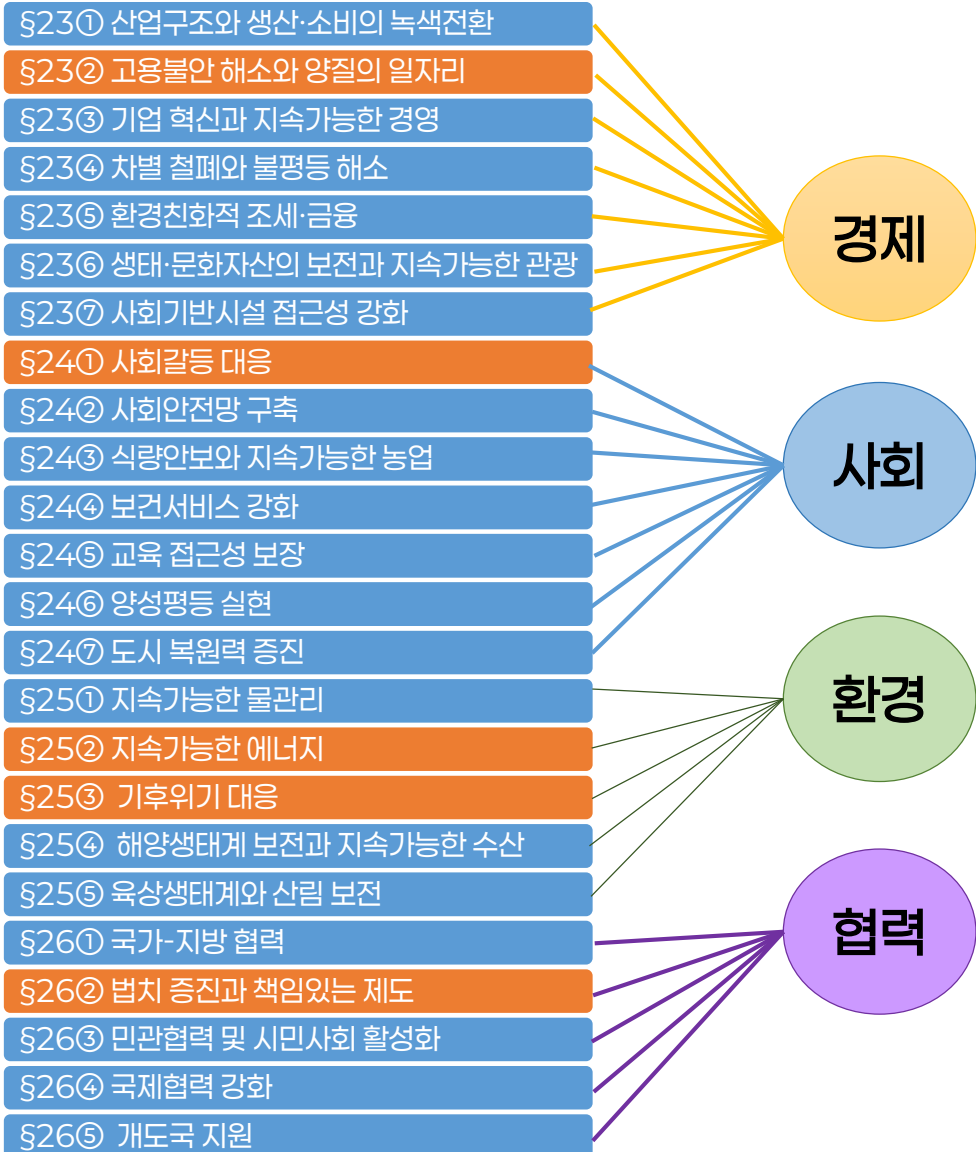 §23① 산업구조와 생산·소비의 녹색전환
§23② 고용불안 해소와 양질의 일자리
§23③ 기업 혁신과 지속가능한 경영
§23④ 차별 철폐와 불평등 해소
§23⑤ 환경친화적 조세·금융
§23⑥ 생태·문화자산의 보전과 지속가능한 관광
§23⑦ 사회기반시설 접근성 강화
§24① 사회갈등 대응
§24② 사회안전망 구축
§24③ 식량안보와 지속가능한 농업
§24④ 보건서비스 강화
§24⑤ 교육 접근성 보장
§24⑥ 양성평등 실현
§24⑦ 도시 복원력 증진
§25① 지속가능한 물관리
§25② 지속가능한 에너지
§25③ 기후위기 대응
§25④ 해양생태계 보전과 지속가능한 수산
§25⑤ 육상생태계와 산림 보전
§26① 국가-지방 협력
§26② 법치 증진과 책임있는 제도
§26③ 민관협력 및 시민사회 활성화
§26④ 국제협력 강화
§26⑤ 개도국 지원
경제
사회
환경
협력